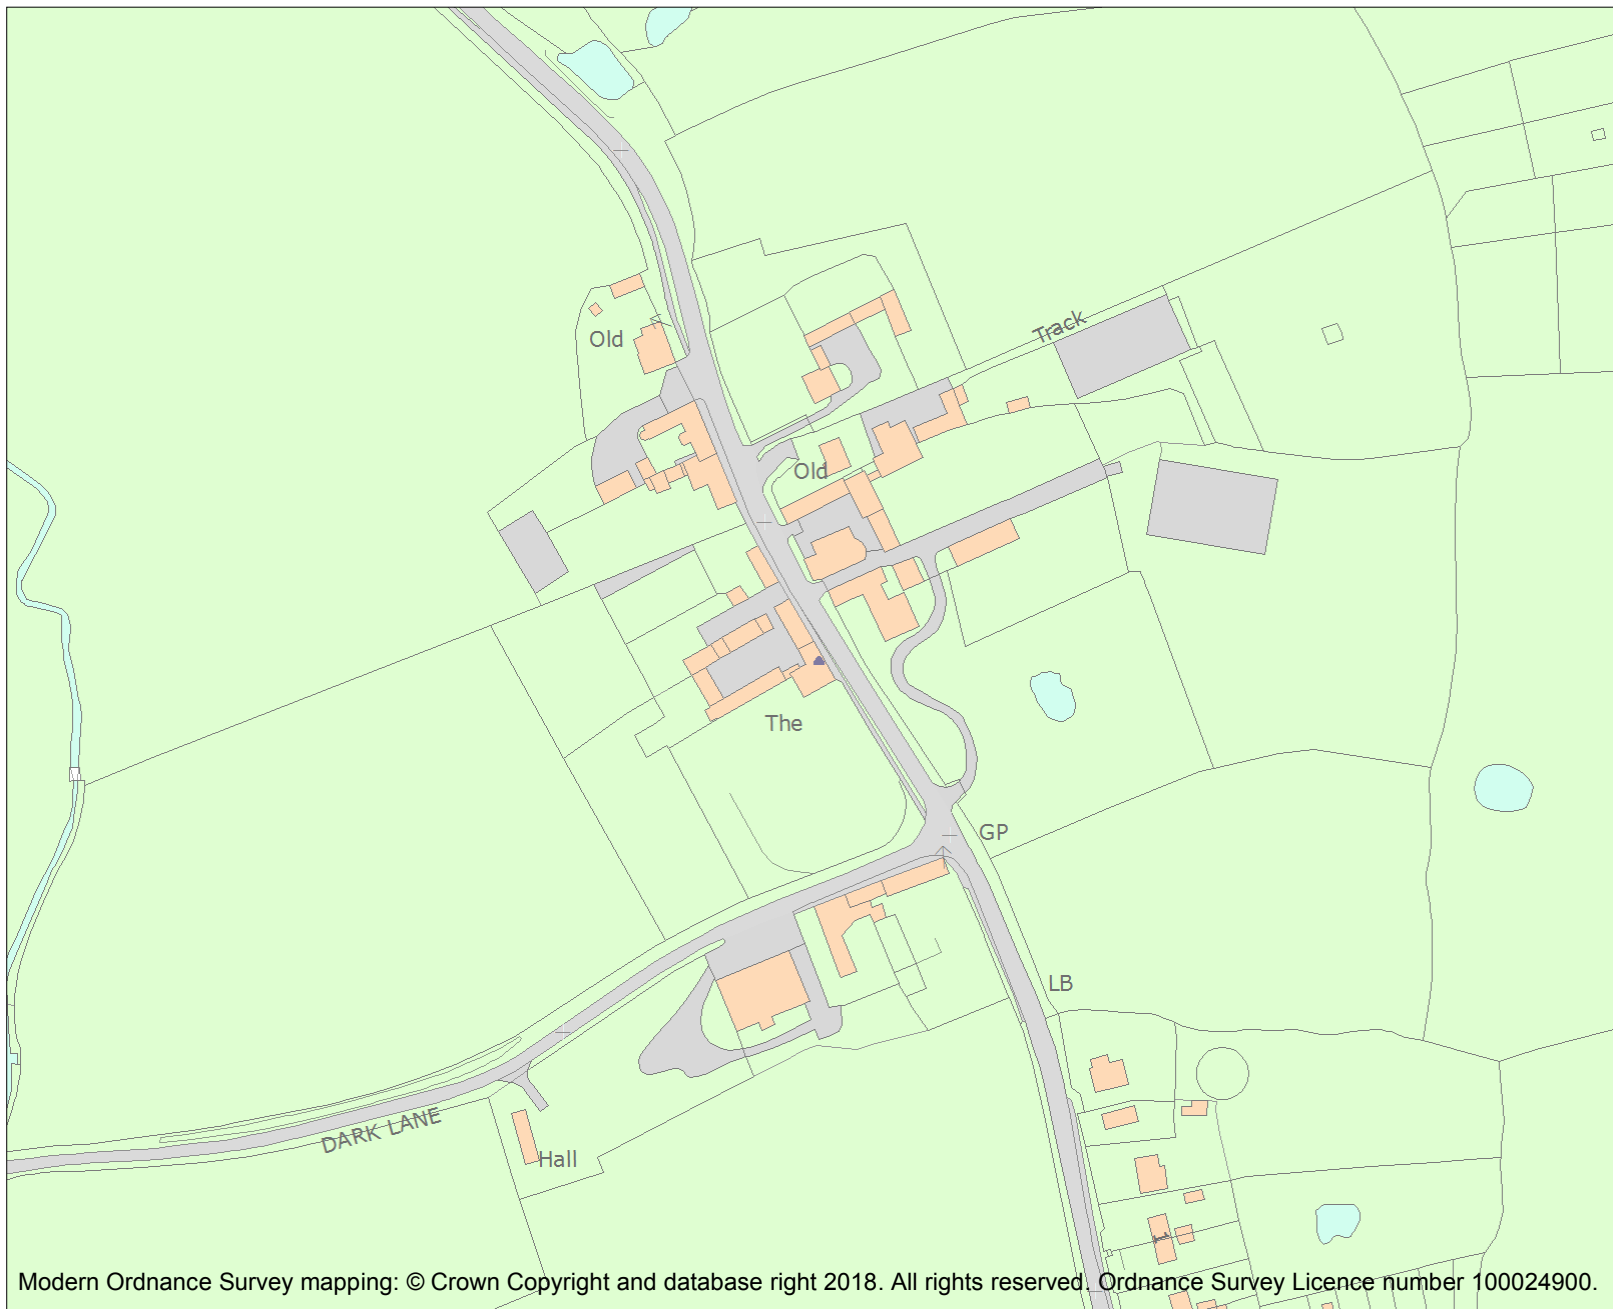 Track
Old
Old
The
GP
LB
DARK LANE
Hall
1
Modern Ordnance Survey mapping: © Crown Copyright and database right 2018. All rights reserved. Ordnance Survey Licence number 100024900.